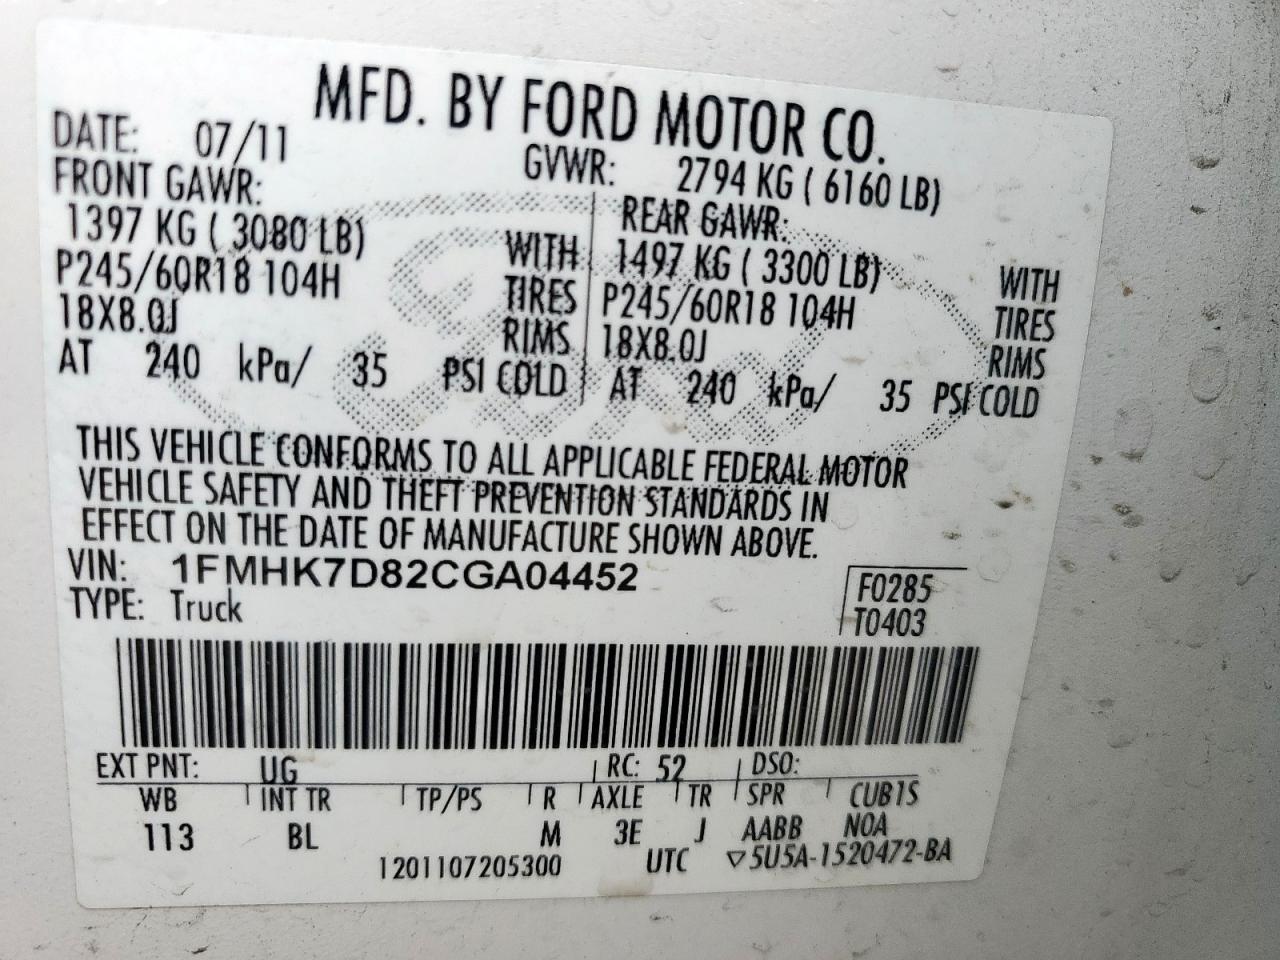 MFD. BY FORD MOTOR CO.
DATE: 07/11 GVWR: 2794 KG ( 6160 LB)
FRONT GAWR: REAR GAWR:
1397 KG ( 3080 LB) WITH 1497 KG ( 3300 LB) WITH
P245/60R18 104H TIRES P245/60R18 104H TIRES
18X8.0J RIMS 18X8.0J RIMS
AT 240 kPa/ 35 PSI COLD AT 240 kPa/ 35 PSI COLD
Ford
THIS VEHICLE CONFORMS TO ALL APPLICABLE FEDERAL MOTOR
VEHICLE SAFETY AND THEFT PREVENTION STANDARDS IN
EFFECT ON THE DATE OF MANUFACTURE SHOWN ABOVE.
VIN: 1FMHK7D82CGA04452 F0285
TYPE: Truck T0403
EXT PNT: UG RC: 52 DSO:
WB INT TR TP/PS R AXLE TR SPR CUB1S
113 BL M 3E J AABB N0A
1201107205300 UTC ▽5U5A-1520472-BA